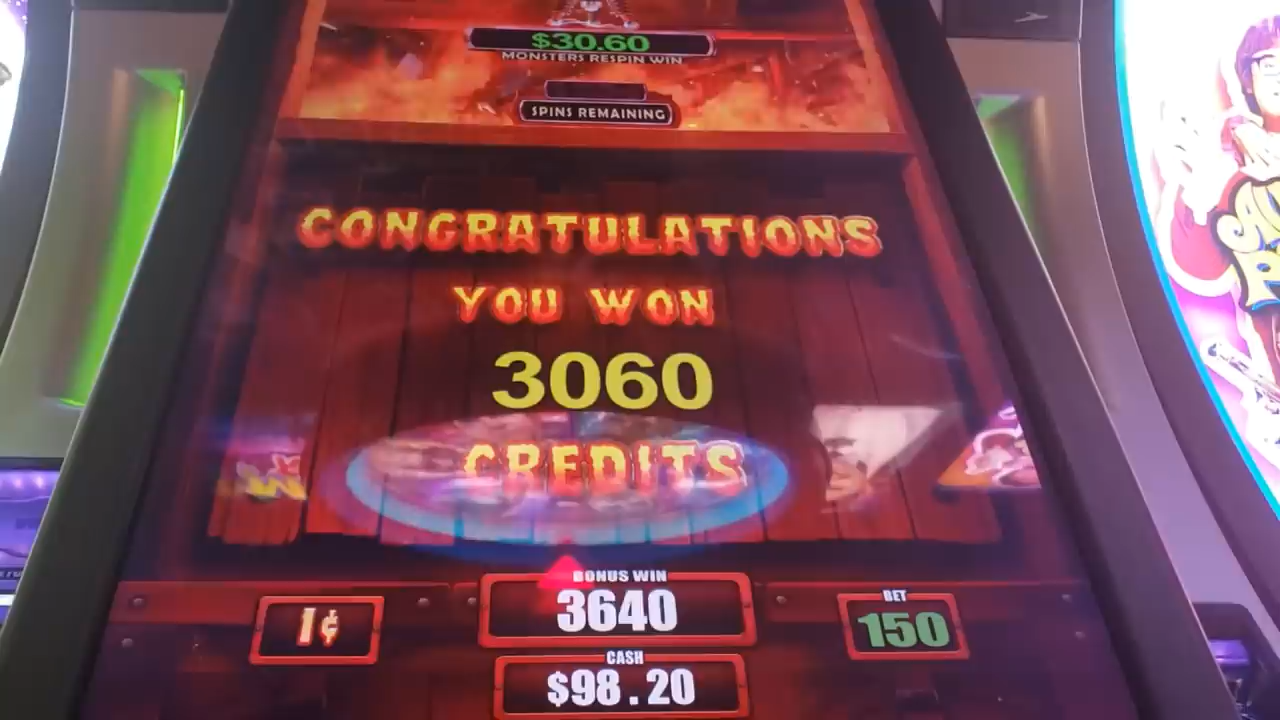 $30.60
MONSTERS RESPIN WIN
SPINS REMAINING
CONGRATULATIONS
YOU WON
3060
CREDITS
BONUS WIN
3640
1¢
BET
150
CASH
$98.20